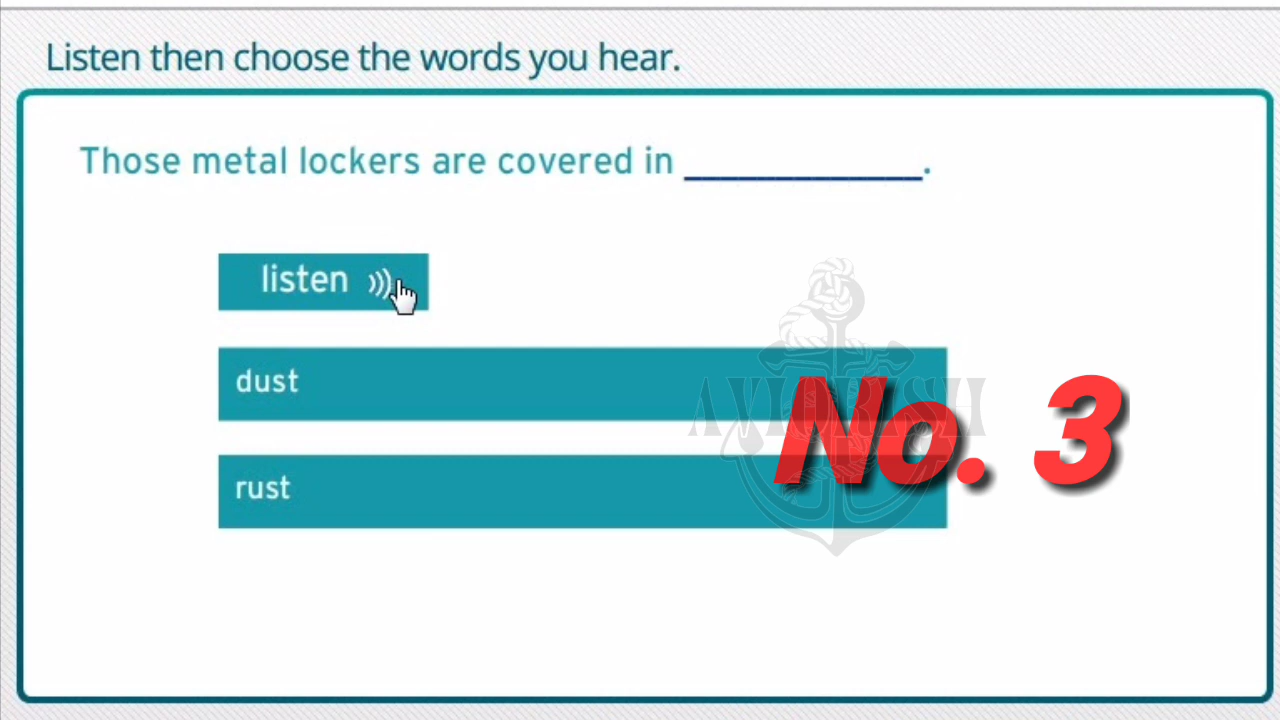 Listen then choose the words you hear.
Those metal lockers are covered in ____________.
listen
dust
rust
No. 3